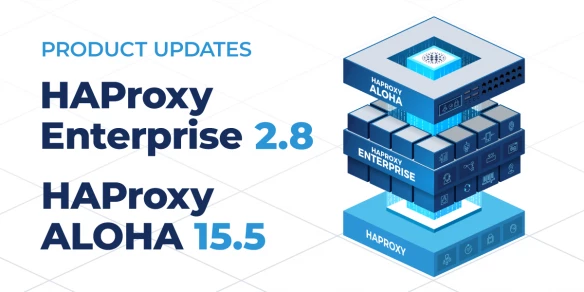 PRODUCT UPDATES
HAProxy
Enterprise 2.8
HAProxy
ALOHA 15.5
HAPROXY
ALOHA
HAPROXY
ENTERPRISE
HAPROXY